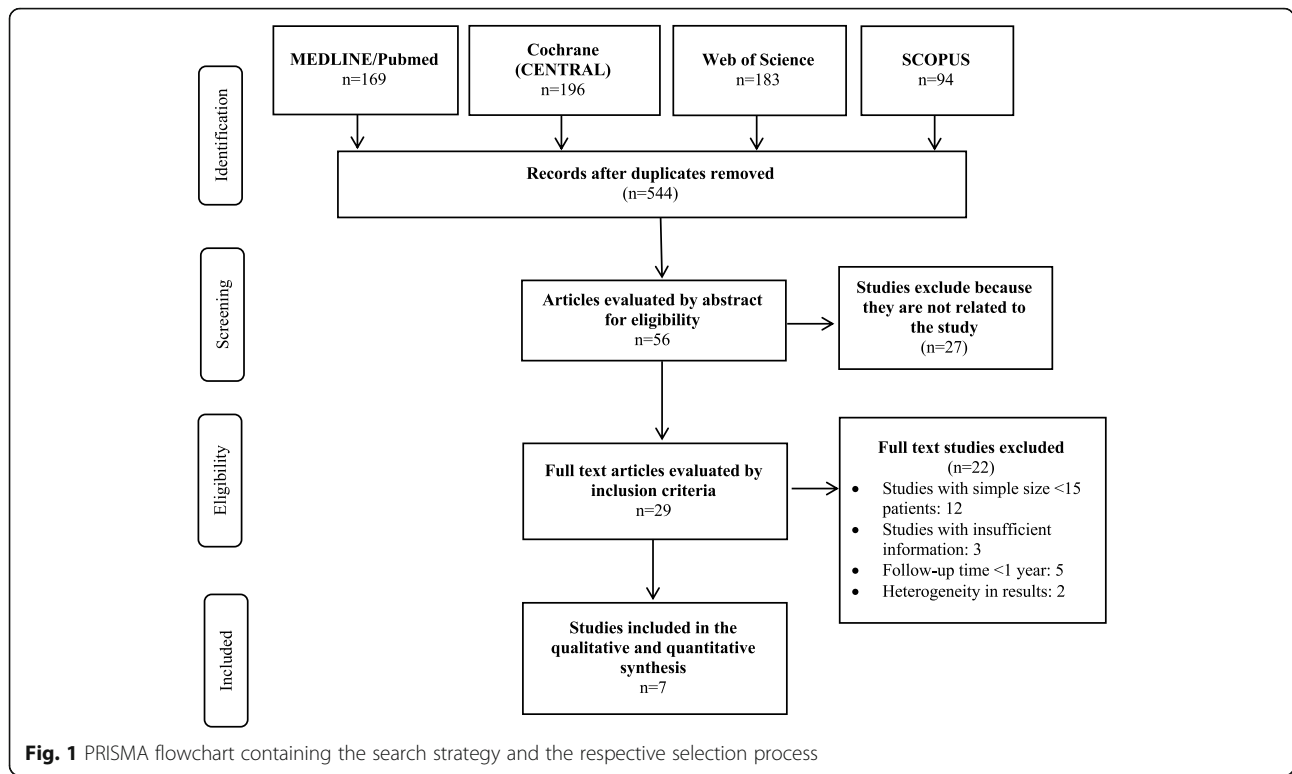 MEDLINE/Pubmed
n=169
Cochrane
(CENTRAL)
n=196
Web of Science
n=183
SCOPUS
n=94
Identification
Records after duplicates removed
(n=544)
Screening
Articles evaluated by abstract
for eligibility
n=56
Studies exclude because
they are not related to
the study
(n=27)
Eligibility
Full text articles evaluated by
inclusion criteria
n=29
Full text studies excluded
(n=22)
• Studies with simple size <15
patients: 12
• Studies with insufficient
information: 3
• Follow-up time <1 year: 5
• Heterogeneity in results: 2
Included
Studies included in the
qualitative and quantitative
synthesis
n=7
Fig. 1 PRISMA flowchart containing the search strategy and the respective selection process